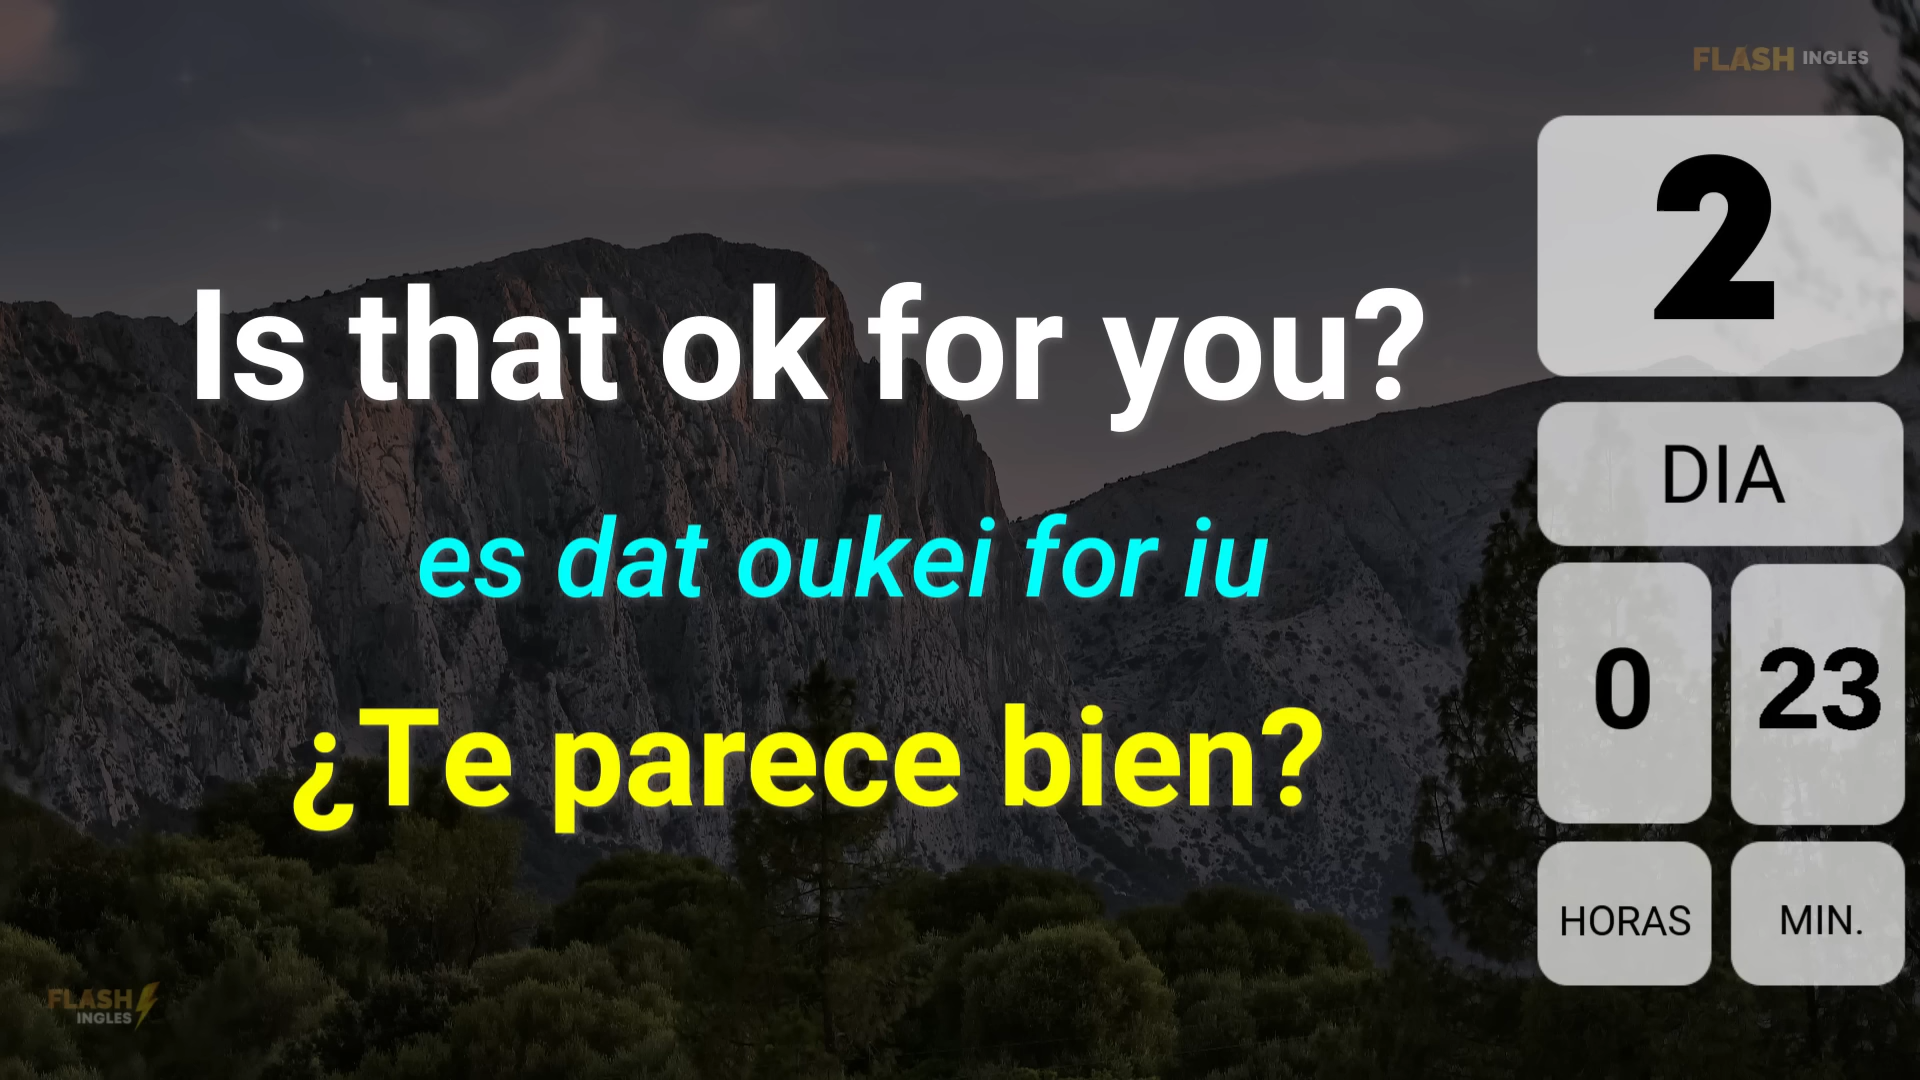 FLASH INGLES
2
DIA
Is that ok for you?
es dat oukei for iu
¿Te parece bien?
0 23
HORAS MIN.
FLASH
INGLES